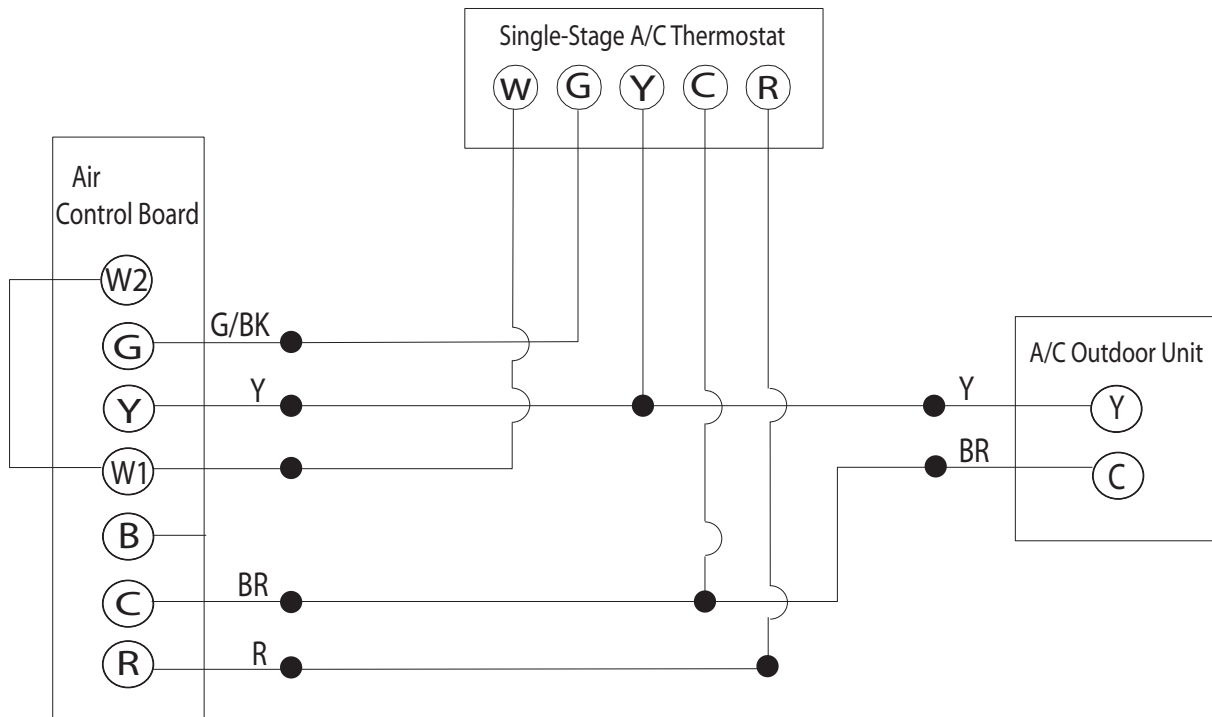 Single-Stage A/C Thermostat
W G Y C R
Air
Control Board
W2
G
G/BK
Y
Y
W1
B
C
BR
R
R
A/C Outdoor Unit
Y
Y
BR
C